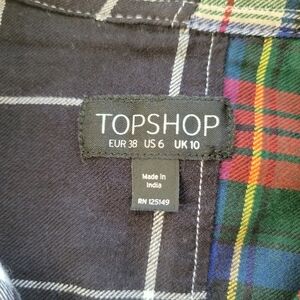 TOPSHOP
EUR 38 US 6 UK 10
Made in
India
RN 125149